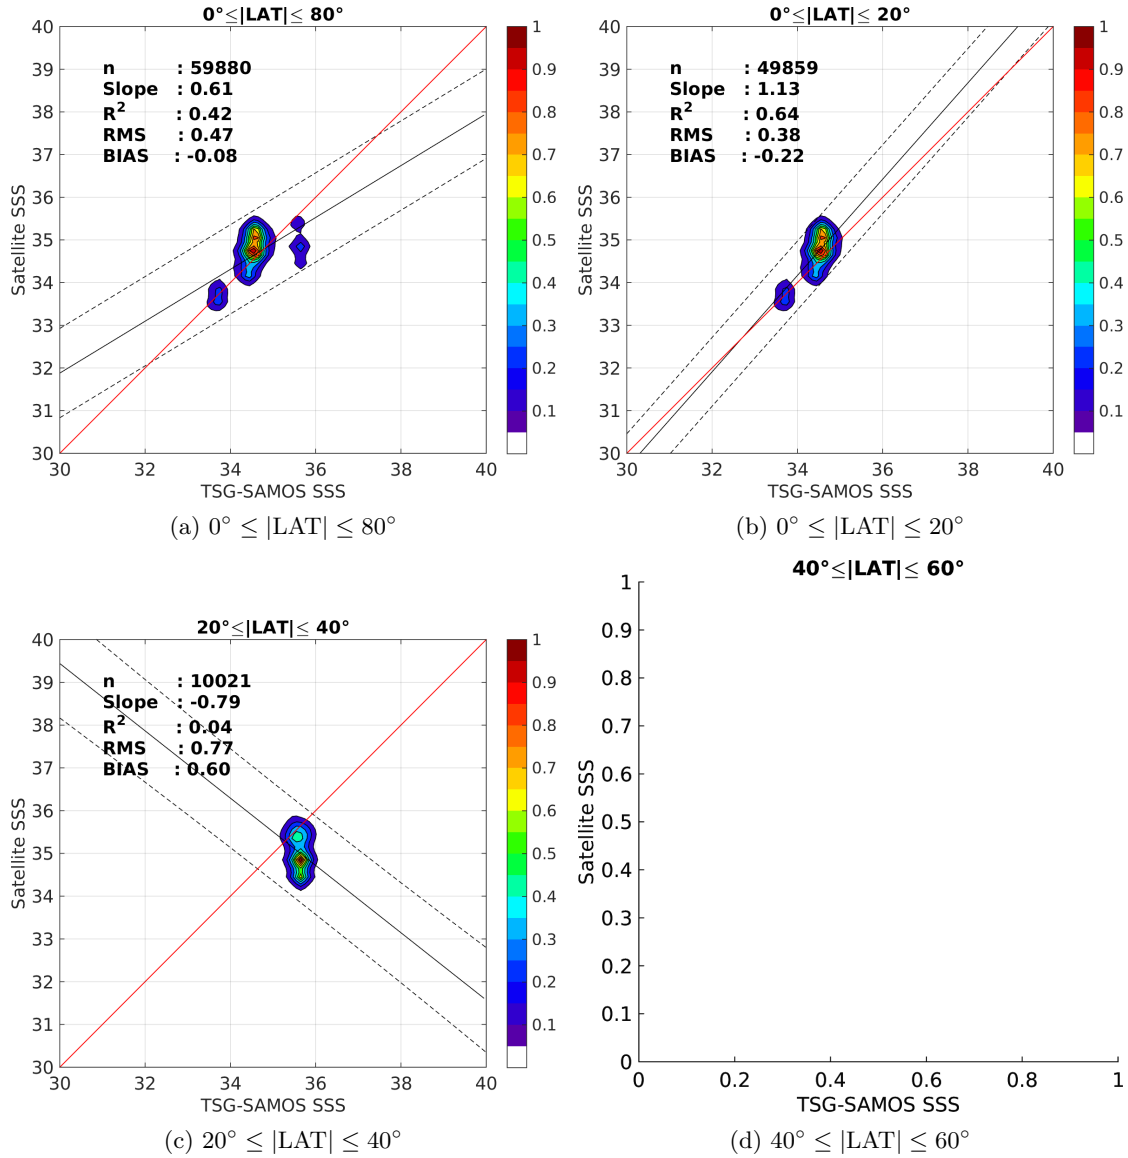 0°≤|LAT|≤ 80°
n : 59880
Slope : 0.61
R² : 0.42
RMS : 0.47
BIAS : -0.08
40
39
38
37
36
35
34
33
32
31
30
30 32 34 36 38 40
Satellite SSS
TSG-SAMOS SSS
1
0.9
0.8
0.7
0.6
0.5
0.4
0.3
0.2
0.1
(a) 0° ≤ |LAT| ≤ 80°
0°≤|LAT|≤ 20°
n : 49859
Slope : 1.13
R² : 0.64
RMS : 0.38
BIAS : -0.22
40
39
38
37
36
35
34
33
32
31
30
30 32 34 36 38 40
Satellite SSS
TSG-SAMOS SSS
1
0.9
0.8
0.7
0.6
0.5
0.4
0.3
0.2
0.1
(b) 0° ≤ |LAT| ≤ 20°
20°≤|LAT|≤ 40°
n : 10021
Slope : -0.79
R² : 0.04
RMS : 0.77
BIAS : 0.60
40
39
38
37
36
35
34
33
32
31
30
30 32 34 36 38 40
Satellite SSS
TSG-SAMOS SSS
1
0.9
0.8
0.7
0.6
0.5
0.4
0.3
0.2
0.1
(c) 20° ≤ |LAT| ≤ 40°
40°≤|LAT|≤ 60°
1
0.9
0.8
0.7
0.6
0.5
0.4
0.3
0.2
0.1
0
0 0.2 0.4 0.6 0.8 1
Satellite SSS
TSG-SAMOS SSS
(d) 40° ≤ |LAT| ≤ 60°